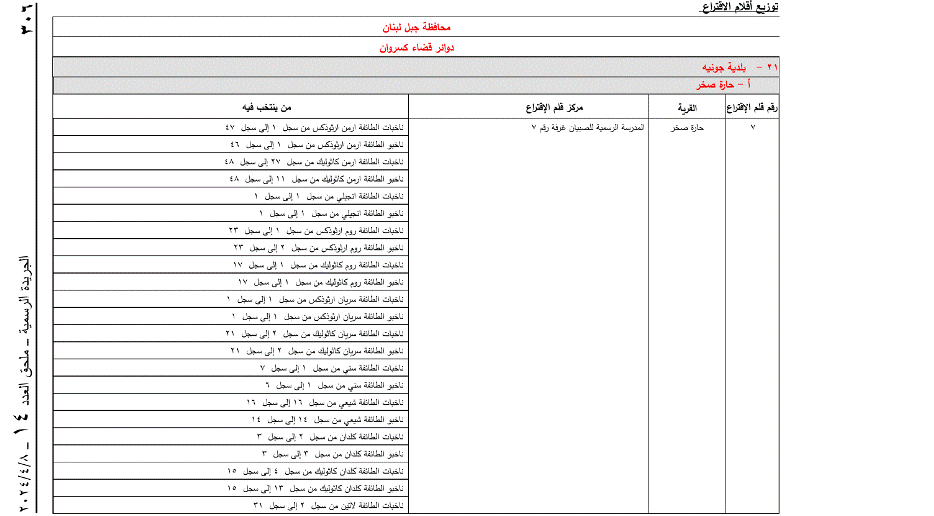 ٣٠٦
توزيع أقلام الاقتراع
محافظة جبل لبنان
دوائر قضاء كسروان
٢١ - بلدية جونيه
أ - حارة صخر
رقم قلم الإقتراع القرية مركز قلم الإقتراع من ينتخب فيه
٧ حارة صخر المدرسة الرسمية للصبيان غرفة رقم ٧ ناخبات الطائفة ارمن ارثوذكس من سجل ١ إلى سجل ٤٧
ناخبو الطائفة ارمن ارثوذكس من سجل ١ إلى سجل ٤٦
ناخبات الطائفة ارمن كاثوليك من سجل ٢٧ إلى سجل ٤٨
ناخبو الطائفة ارمن كاثوليك من سجل ١١ إلى سجل ٤٨
ناخبات الطائفة انجيلي من سجل ١ إلى سجل ١
ناخبو الطائفة انجيلي من سجل ١ إلى سجل ١
ناخبات الطائفة روم ارثوذكس من سجل ١ إلى سجل ٢٣
ناخبو الطائفة روم ارثوذكس من سجل ٢ إلى سجل ٢٣
ناخبات الطائفة روم كاثوليك من سجل ١ إلى سجل ١٧
ناخبو الطائفة روم كاثوليك من سجل ١ إلى سجل ١٧
ناخبات الطائفة سريان ارثوذكس من سجل ١ إلى سجل ١
ناخبو الطائفة سريان ارثوذكس من سجل ١ إلى سجل ١
ناخبات الطائفة سريان كاثوليك من سجل ٢ إلى سجل ٢١
ناخبو الطائفة سريان كاثوليك من سجل ٢ إلى سجل ٢١
ناخبات الطائفة سني من سجل ١ إلى سجل ٧
ناخبو الطائفة سني من سجل ١ إلى سجل ٦
ناخبات الطائفة شيعي من سجل ١٦ إلى سجل ١٦
ناخبو الطائفة شيعي من سجل ١٤ إلى سجل ١٤
ناخبات الطائفة كلدان من سجل ٢ إلى سجل ٣
ناخبو الطائفة كلدان من سجل ٣ إلى سجل ٣
ناخبات الطائفة كلدان كاثوليك من سجل ٤ إلى سجل ١٥
ناخبو الطائفة كلدان كاثوليك من سجل ١٣ إلى سجل ١٥
ناخبات الطائفة لاتين من سجل ٢ إلى سجل ٣١
الجريدة الرسمية – ملحق العدد ١٤ – ٢٠٢٤/٤/٨